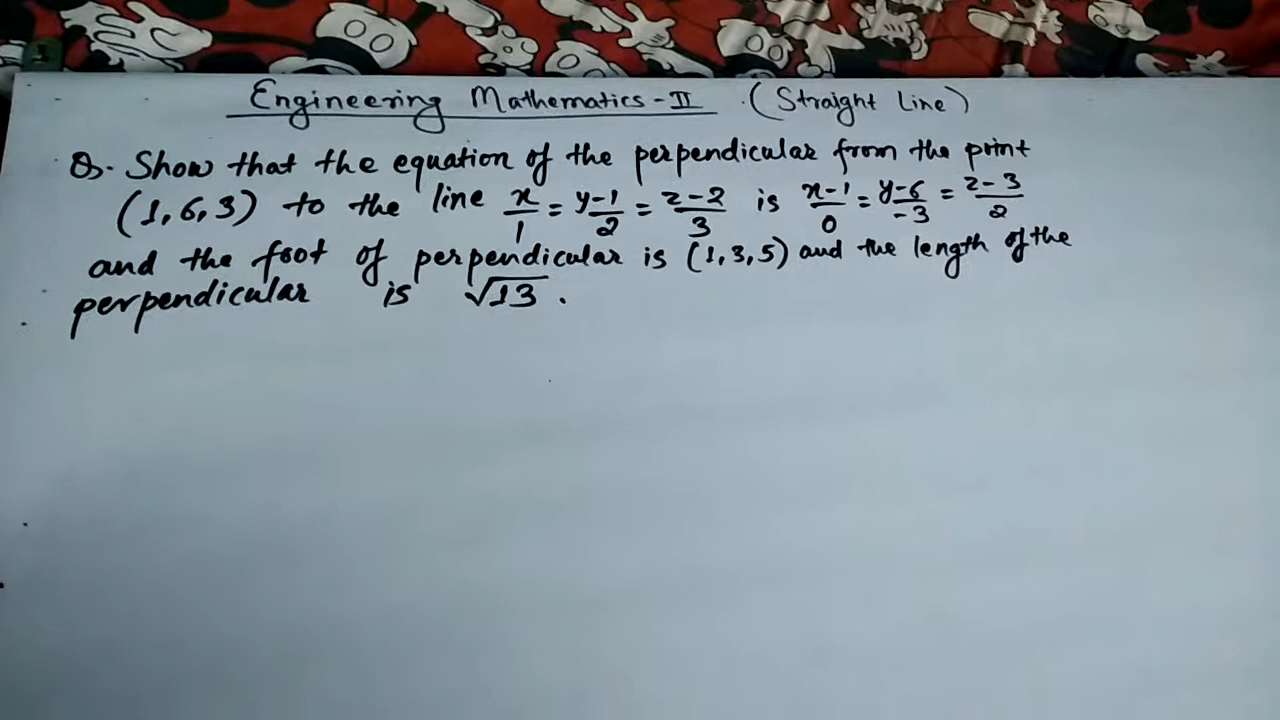 Engineering Mathematics-II (Straight Line)
Q. Show that the equation of the perpendicular from the point
(1,6,3) to the line x/1 = y-1/2 = z-2/3 is x-1/0 = y-6/-3 = z-3/2
and the foot of perpendicular is (1,3,5) and the length of the
perpendicular is √13.